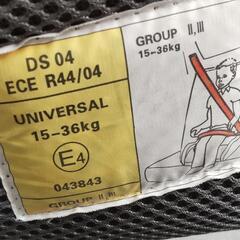 DS 04
ECE R44/04
UNIVERSAL
15-36kg
E4
043843
GROUP II, III
GROUP II, III
15-36kg